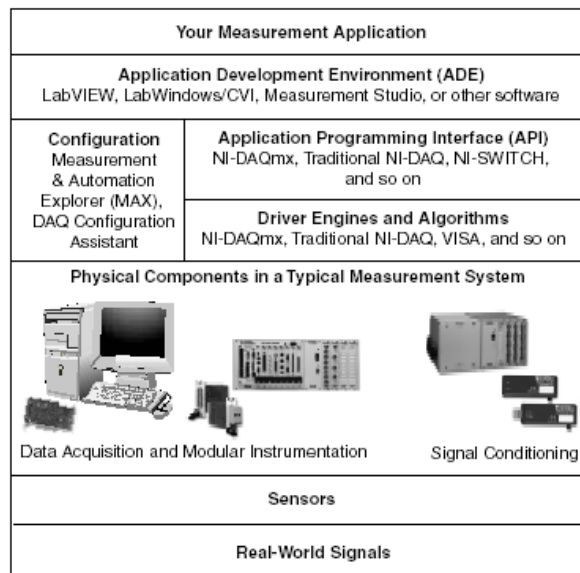 Your Measurement Application
Application Development Environment (ADE)
LabVIEW, LabWindows/CVI, Measurement Studio, or other software
Configuration
Measurement
& Automation
Explorer (MAX),
DAQ Configuration
Assistant
Application Programming Interface (API)
NI-DAQmx, Traditional NI-DAQ, NI-SWITCH,
and so on
Driver Engines and Algorithms
NI-DAQmx, Traditional NI-DAQ, VISA, and so on
Physical Components in a Typical Measurement System
Data Acquisition and Modular Instrumentation
Signal Conditioning
Sensors
Real-World Signals